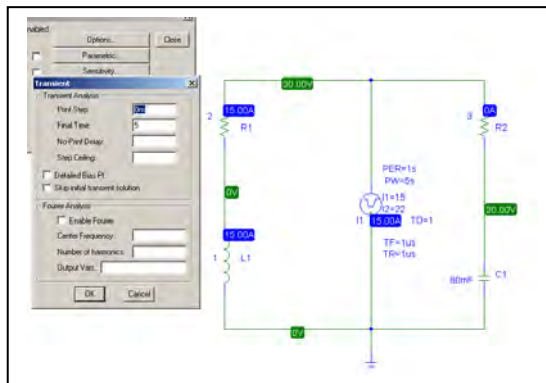 nabled
Options...
Close
Parametric...
Sensitivity...
Transient
Transient Analysis
Print Step:
0m
Final Time:
5
No-Print Delay:
Step Ceiling:
Detailed Bias Pt.
Skip initial transient solution
Fourier Analysis
Enable Fourier
Center Frequency:
Number of harmonics:
Output Vars.:
OK
Cancel
30.00V
15.00A
2
R1
0V
15.00A
1
L1
PER=1s
PW=5s
I1=15
I2=22
I1
15.00A
TD=1
TF=1us
TR=1us
0A
3
R2
C1
0V